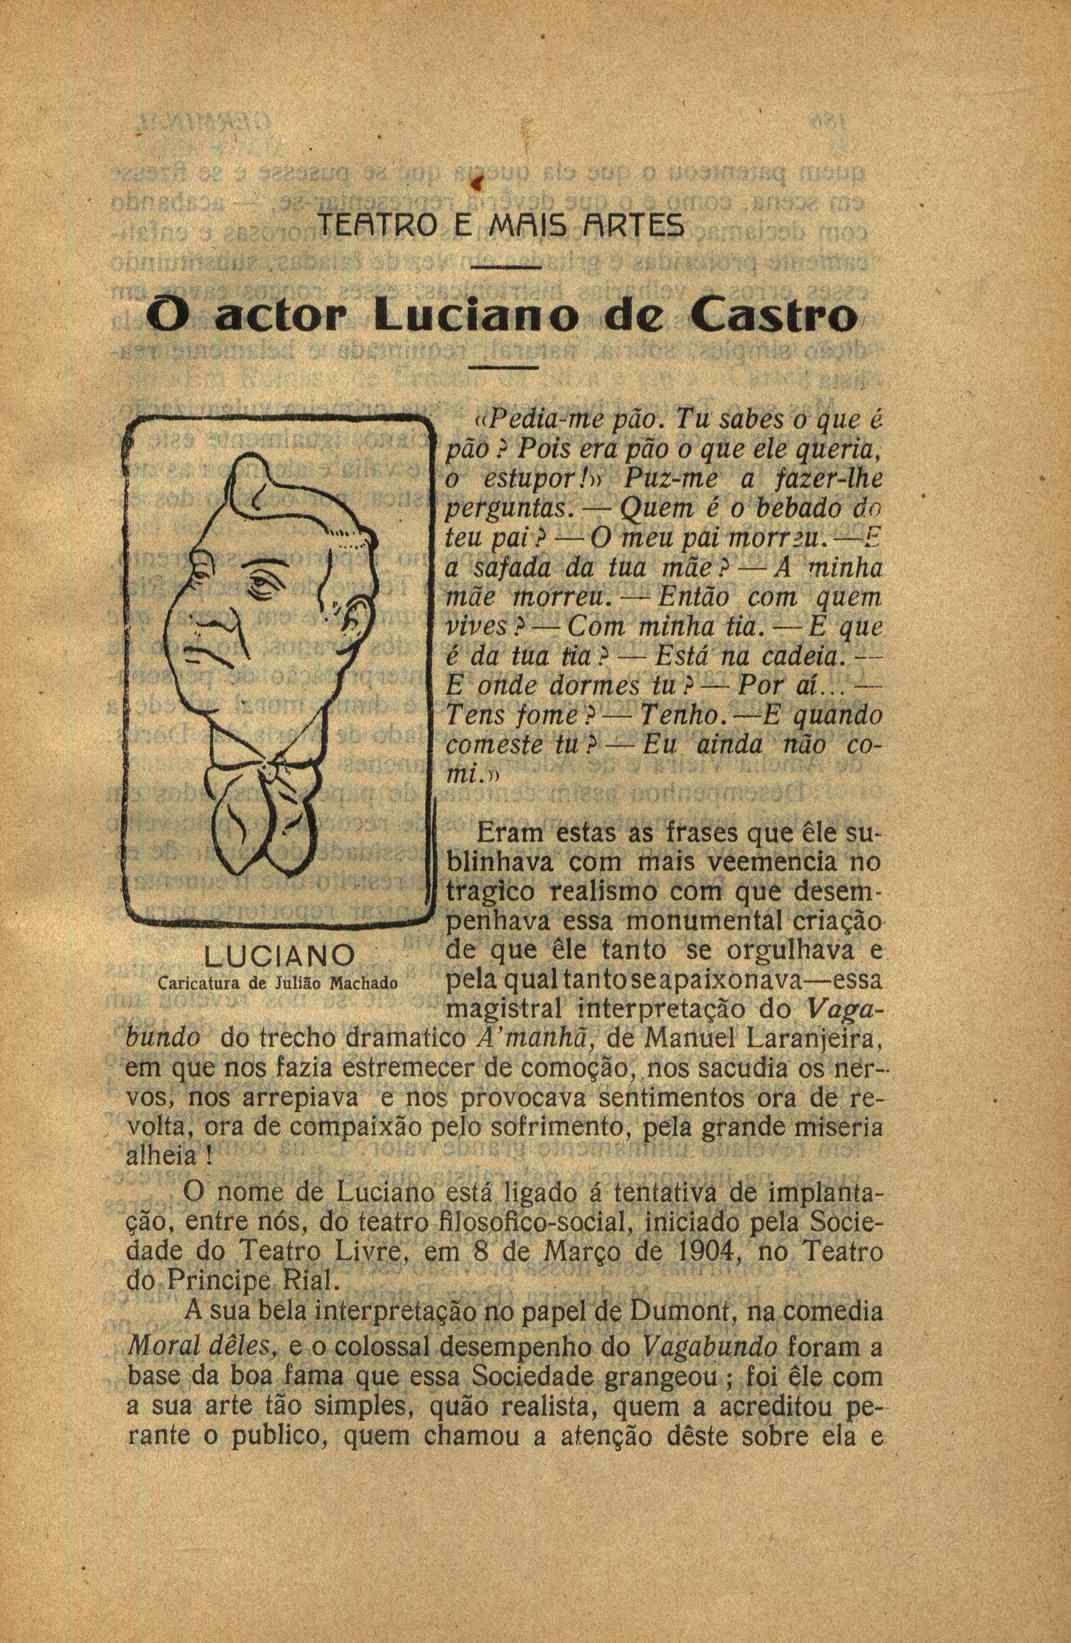 TEATRO E MAIS ARTES
O actor Luciano de Castro
«Pedia-me pão. Tu sabes o que é
pão? Pois era pão o que ele queria,
o estupor!» Puz-me a fazer-lhe
perguntas. — Quem é o bebado do
teu pai? — O meu pai morreu. — E
a safada da tua mãe? — A minha
mãe morreu. — Então com quem
vives? — Com minha tia. — E que
é da tua tia? — Está na cadeia. —
E onde dormes tu? — Por aí... —
Tens fome? — Tenho. — E quando
comeste tu? — Eu ainda não co-
mi.»
LUCIANO
Caricatura de Julião Machado
Eram estas as frases que êle su-
blinhava com mais veemencia no
tragico realismo com que desem-
penhava essa monumental criação
de que êle tanto se orgulhava e
pela qual tanto se apaixonava—essa
magistral interpretação do Vaga-
bundo do trecho dramatico A'manhã, de Manuel Laranjeira,
em que nos fazia estremecer de comoção, nos sacudia os ner-
vos, nos arrepiava e nos provocava sentimentos ora de re-
volta, ora de compaixão pelo sofrimento, pela grande miseria
alheia!
O nome de Luciano está ligado á tentativa de implanta-
ção, entre nós, do teatro filosofico-social, iniciado pela Socie-
dade do Teatro Livre, em 8 de Março de 1904, no Teatro
do Principe Rial.
A sua bela interpretação no papel de Dumont, na comedia
Moral dêles, e o colossal desempenho do Vagabundo foram a
base da boa fama que essa Sociedade grangeou; foi êle com
a sua arte tão simples, quão realista, quem a acreditou pe-
rante o publico, quem chamou a atenção dêste sobre ela e